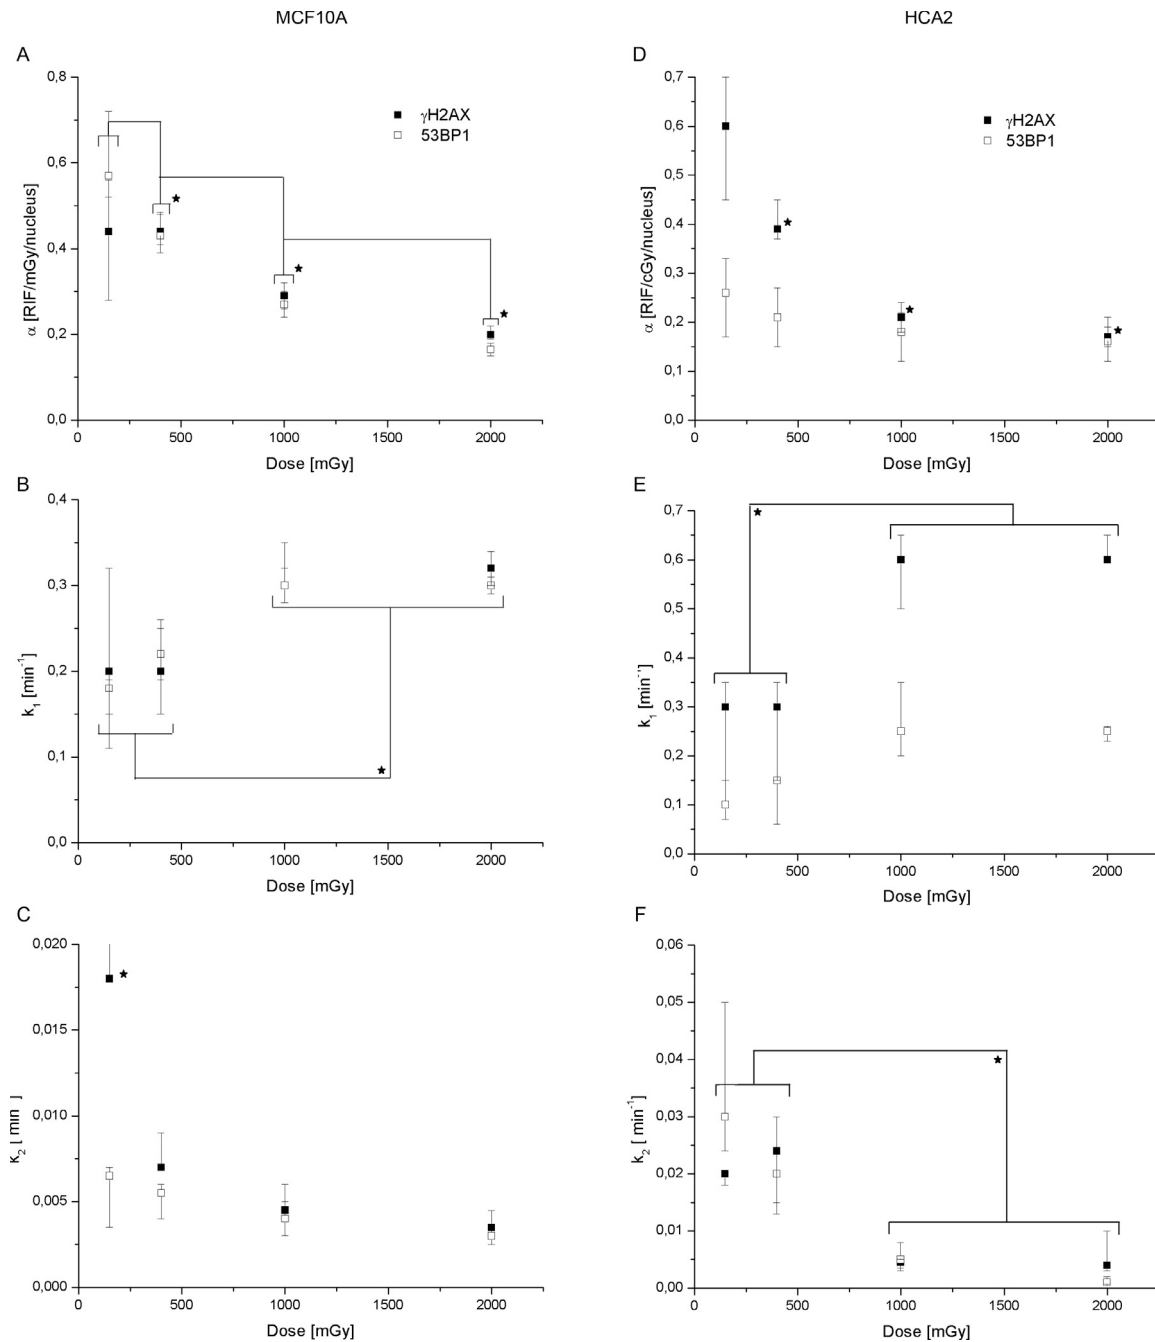 MCF10A
HCA2
A
0,8
0,6
0,4
0,2
0,0
α [RIF/mGy/nucleus]
γH2AX
53BP1
0 500 1000 1500 2000
Dose [mGy]
D
0,7
0,6
0,5
0,4
0,3
0,2
0,1
0,0
α [RIF/cGy/nucleus]
γH2AX
53BP1
0 500 1000 1500 2000
Dose [mGy]
B
0,4
0,3
0,2
0,1
0,0
k₁ [min⁻¹]
0 500 1000 1500 2000
Dose [mGy]
E
0,7
0,6
0,5
0,4
0,3
0,2
0,1
0,0
k₁ [min⁻¹]
0 500 1000 1500 2000
Dose [mGy]
C
0,020
0,015
0,010
0,005
0,000
κ₂ [ min ]
0 500 1000 1500 2000
Dose [mGy]
F
0,06
0,05
0,04
0,03
0,02
0,01
0,00
k₂ [ min⁻¹]
0 500 1000 1500 2000
Dose [mGy]